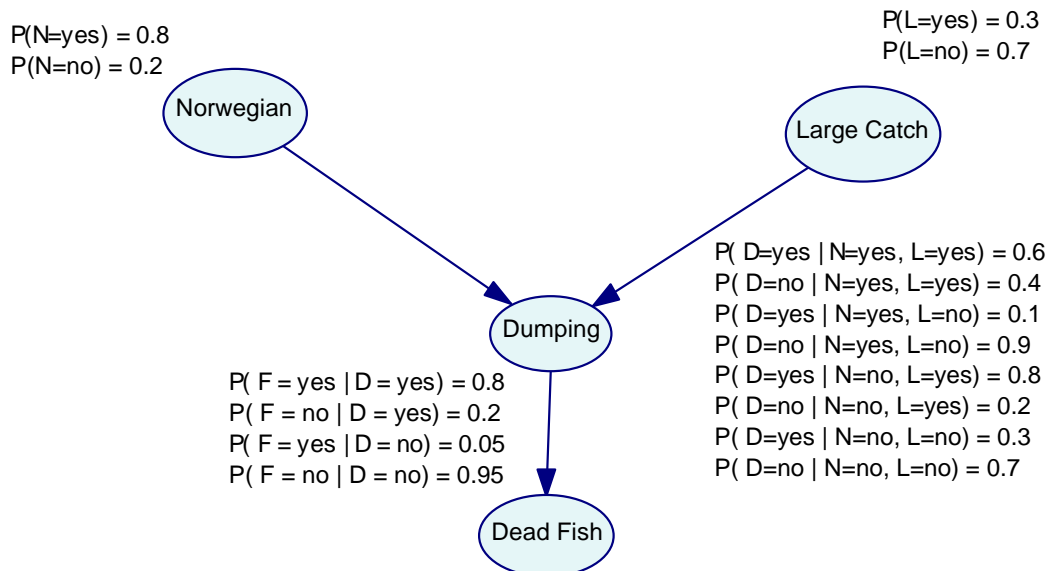 P(N=yes) = 0.8
P(N=no) = 0.2
P(L=yes) = 0.3
P(L=no) = 0.7
Norwegian
Large Catch
P( D=yes | N=yes, L=yes) = 0.6
P( D=no | N=yes, L=yes) = 0.4
P( D=yes | N=yes, L=no) = 0.1
P( D=no | N=yes, L=no) = 0.9
P( D=yes | N=no, L=yes) = 0.8
P( D=no | N=no, L=yes) = 0.2
P( D=yes | N=no, L=no) = 0.3
P( D=no | N=no, L=no) = 0.7
Dumping
P( F = yes | D = yes) = 0.8
P( F = no | D = yes) = 0.2
P( F = yes | D = no) = 0.05
P( F = no | D = no) = 0.95
Dead Fish